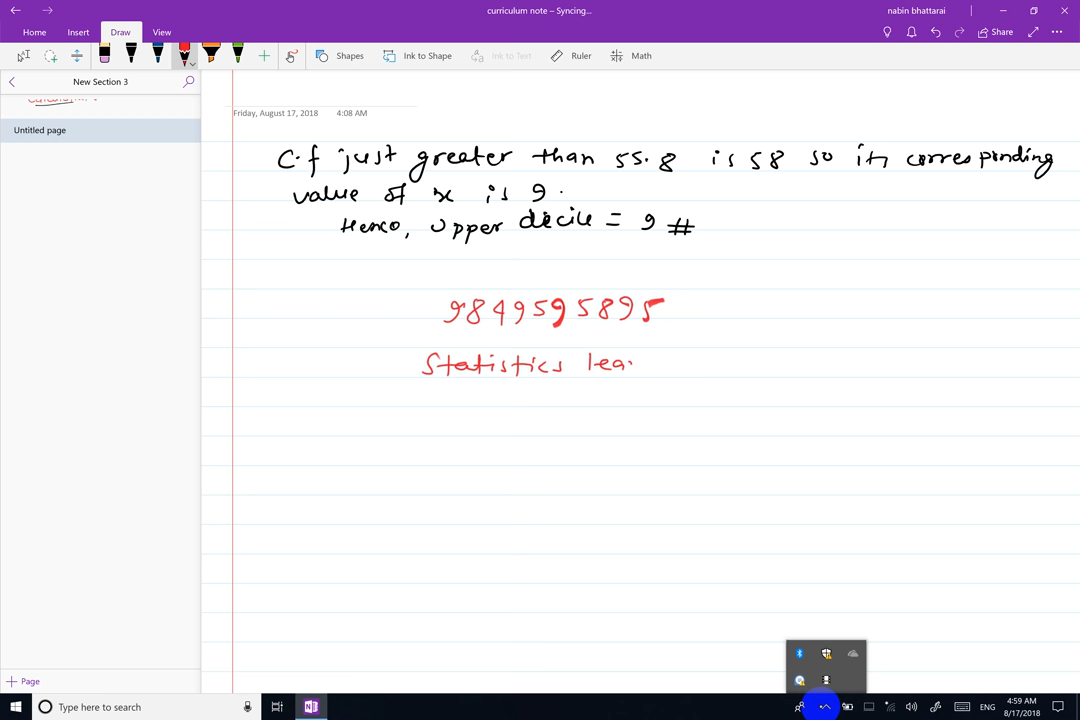 curriculum note – Syncing...
nabin bhattarai
Home Insert Draw View
Share
Shapes Ink to Shape Ink to Text Ruler Math
New Section 3
Untitled page
Friday, August 17, 2018 4:08 AM
C.f just greater than 55.8 is 58 so its corresponding
value of x is 9.
Hence, Upper decile = 9 #
9849595895
Statistics lea
+ Page
Type here to search
ENG
4:59 AM
8/17/2018